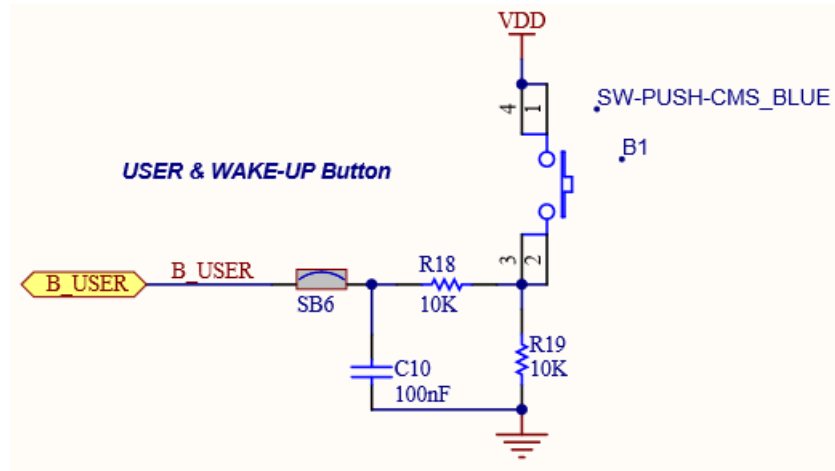 VDD
4
1
SW-PUSH-CMS_BLUE
B1
USER & WAKE-UP Button
3
2
B_USER
B_USER
SB6
R18
10K
R19
10K
C10
100nF